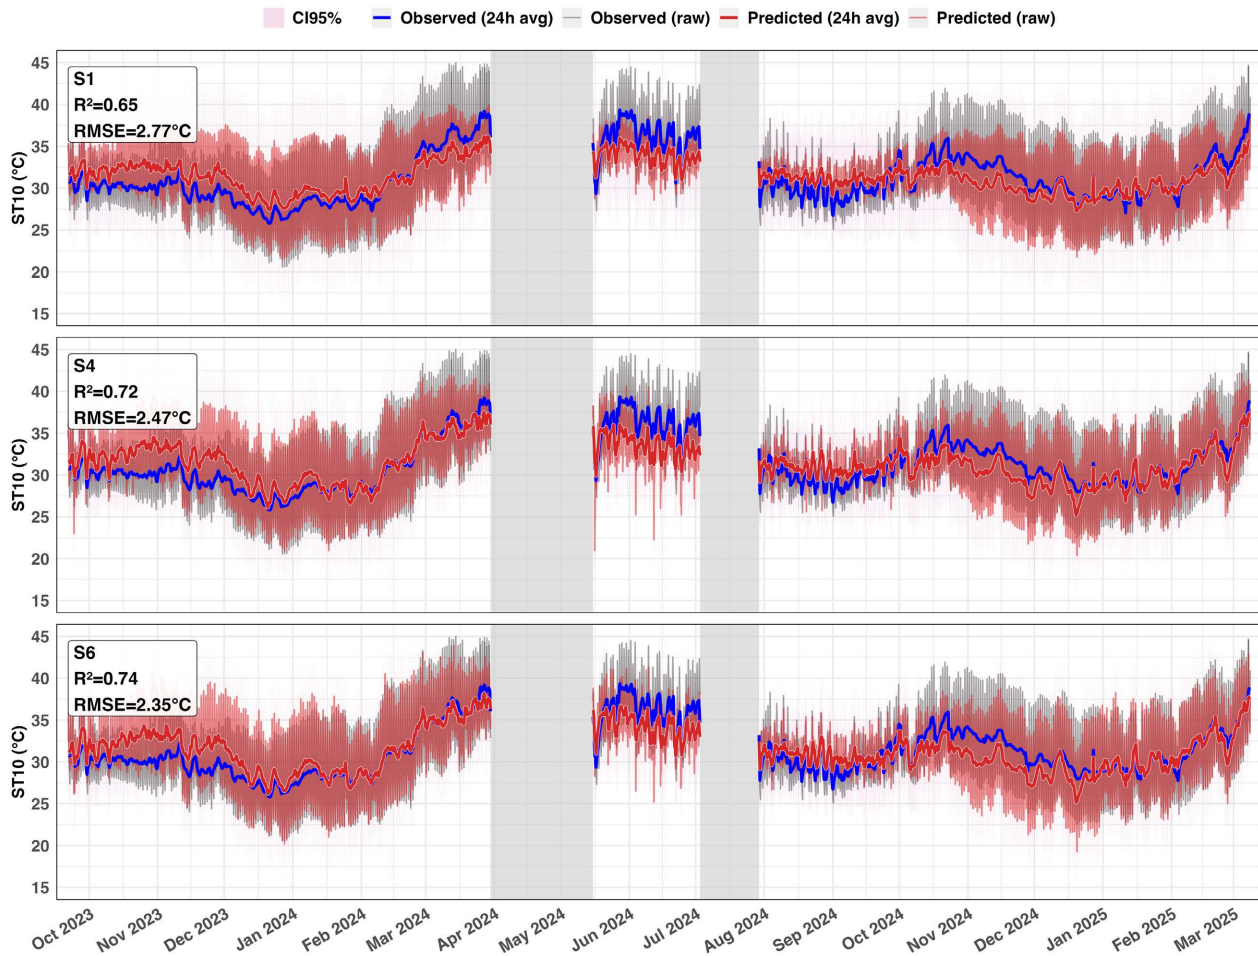 CI95% Observed (24h avg) Observed (raw) Predicted (24h avg) Predicted (raw)
45
40
35
30
25
20
15
ST10 (°C)
S1
R²=0.65
RMSE=2.77°C
45
40
35
30
25
20
15
ST10 (°C)
S4
R²=0.72
RMSE=2.47°C
45
40
35
30
25
20
15
ST10 (°C)
S6
R²=0.74
RMSE=2.35°C
Oct 2023 Nov 2023 Dec 2023 Jan 2024 Feb 2024 Mar 2024 Apr 2024 May 2024 Jun 2024 Jul 2024 Aug 2024 Sep 2024 Oct 2024 Nov 2024 Dec 2024 Jan 2025 Feb 2025 Mar 2025